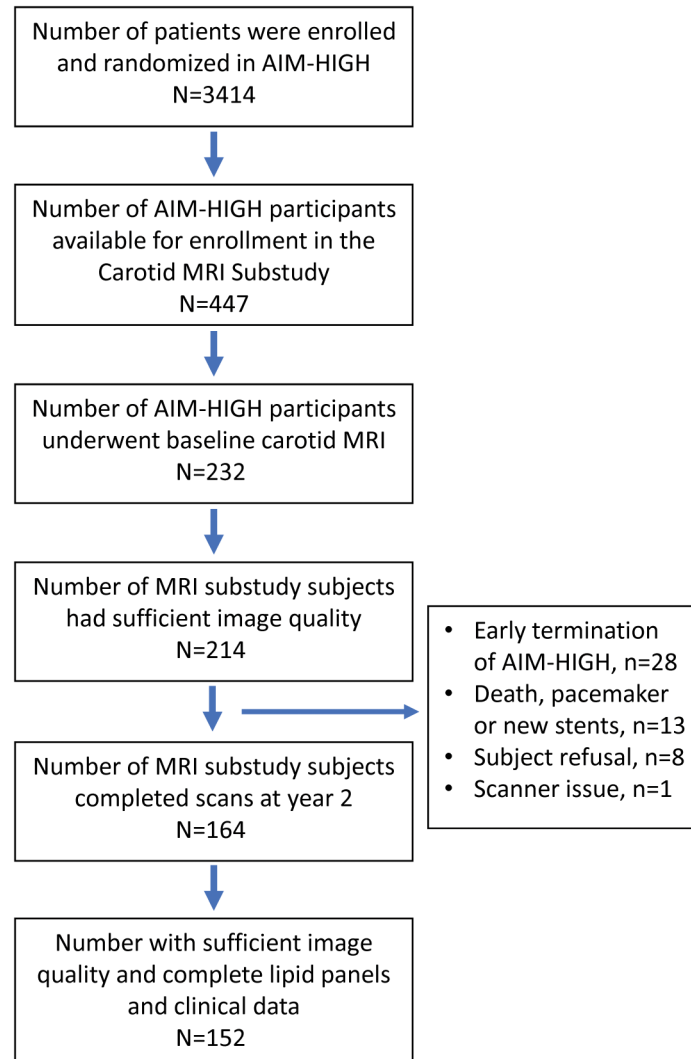 Number of patients were enrolled
and randomized in AIM-HIGH
N=3414
Number of AIM-HIGH participants
available for enrollment in the
Carotid MRI Substudy
N=447
Number of AIM-HIGH participants
underwent baseline carotid MRI
N=232
Number of MRI substudy subjects
had sufficient image quality
N=214
• Early termination
of AIM-HIGH, n=28
• Death, pacemaker
or new stents, n=13
• Subject refusal, n=8
• Scanner issue, n=1
Number of MRI substudy subjects
completed scans at year 2
N=164
Number with sufficient image
quality and complete lipid panels
and clinical data
N=152